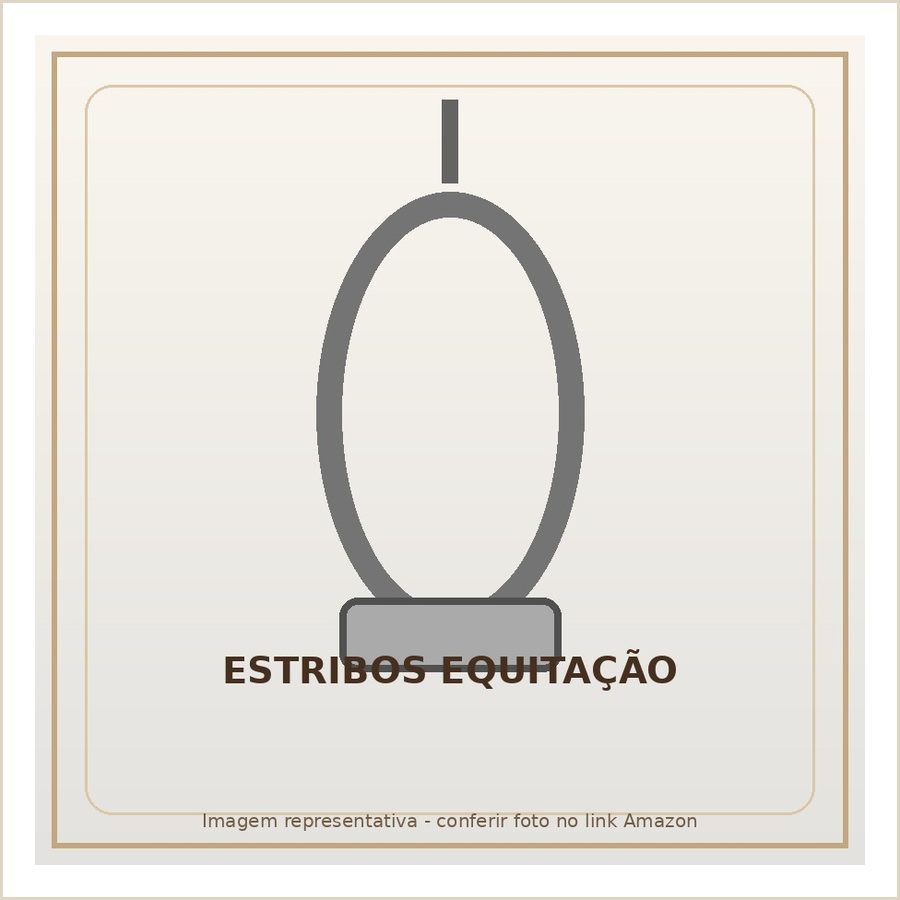 ESTRIBOS EQUITAÇÃO
Imagem representativa - conferir foto no link Amazon